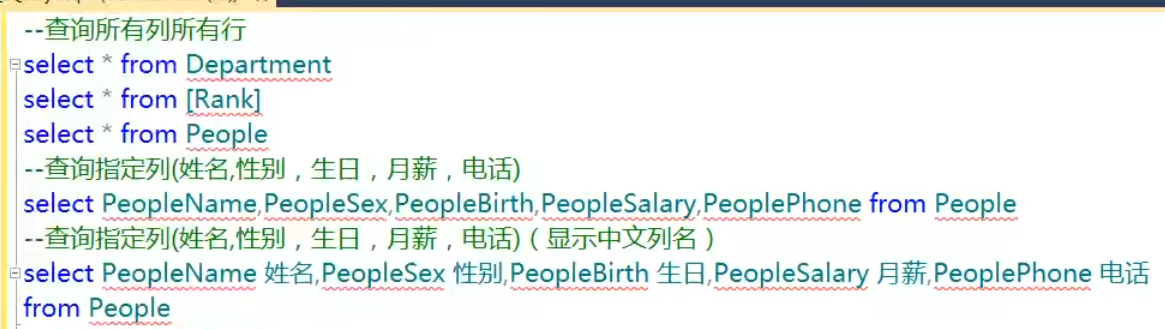 --查询所有列所有行
select * from Department
select * from [Rank]
select * from People
--查询指定列(姓名,性别，生日，月薪，电话)
select PeopleName,PeopleSex,PeopleBirth,PeopleSalary,PeoplePhone from People
--查询指定列(姓名,性别，生日，月薪，电话)（显示中文列名）
select PeopleName 姓名,PeopleSex 性别,PeopleBirth 生日,PeopleSalary 月薪,PeoplePhone 电话
from People